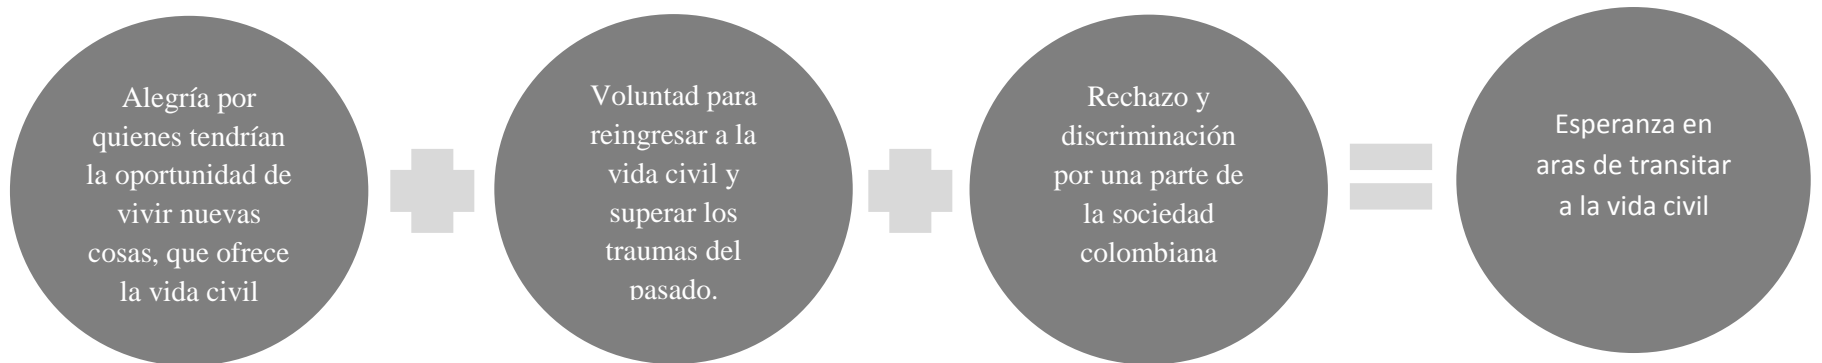 Alegría por
quienes tendrían
la oportunidad de
vivir nuevas
cosas, que ofrece
la vida civil
Voluntad para
reingresar a la
vida civil y
superar los
traumas del
pasado.
Rechazo y
discriminación
por una parte de
la sociedad
colombiana
Esperanza en
aras de transitar
a la vida civil